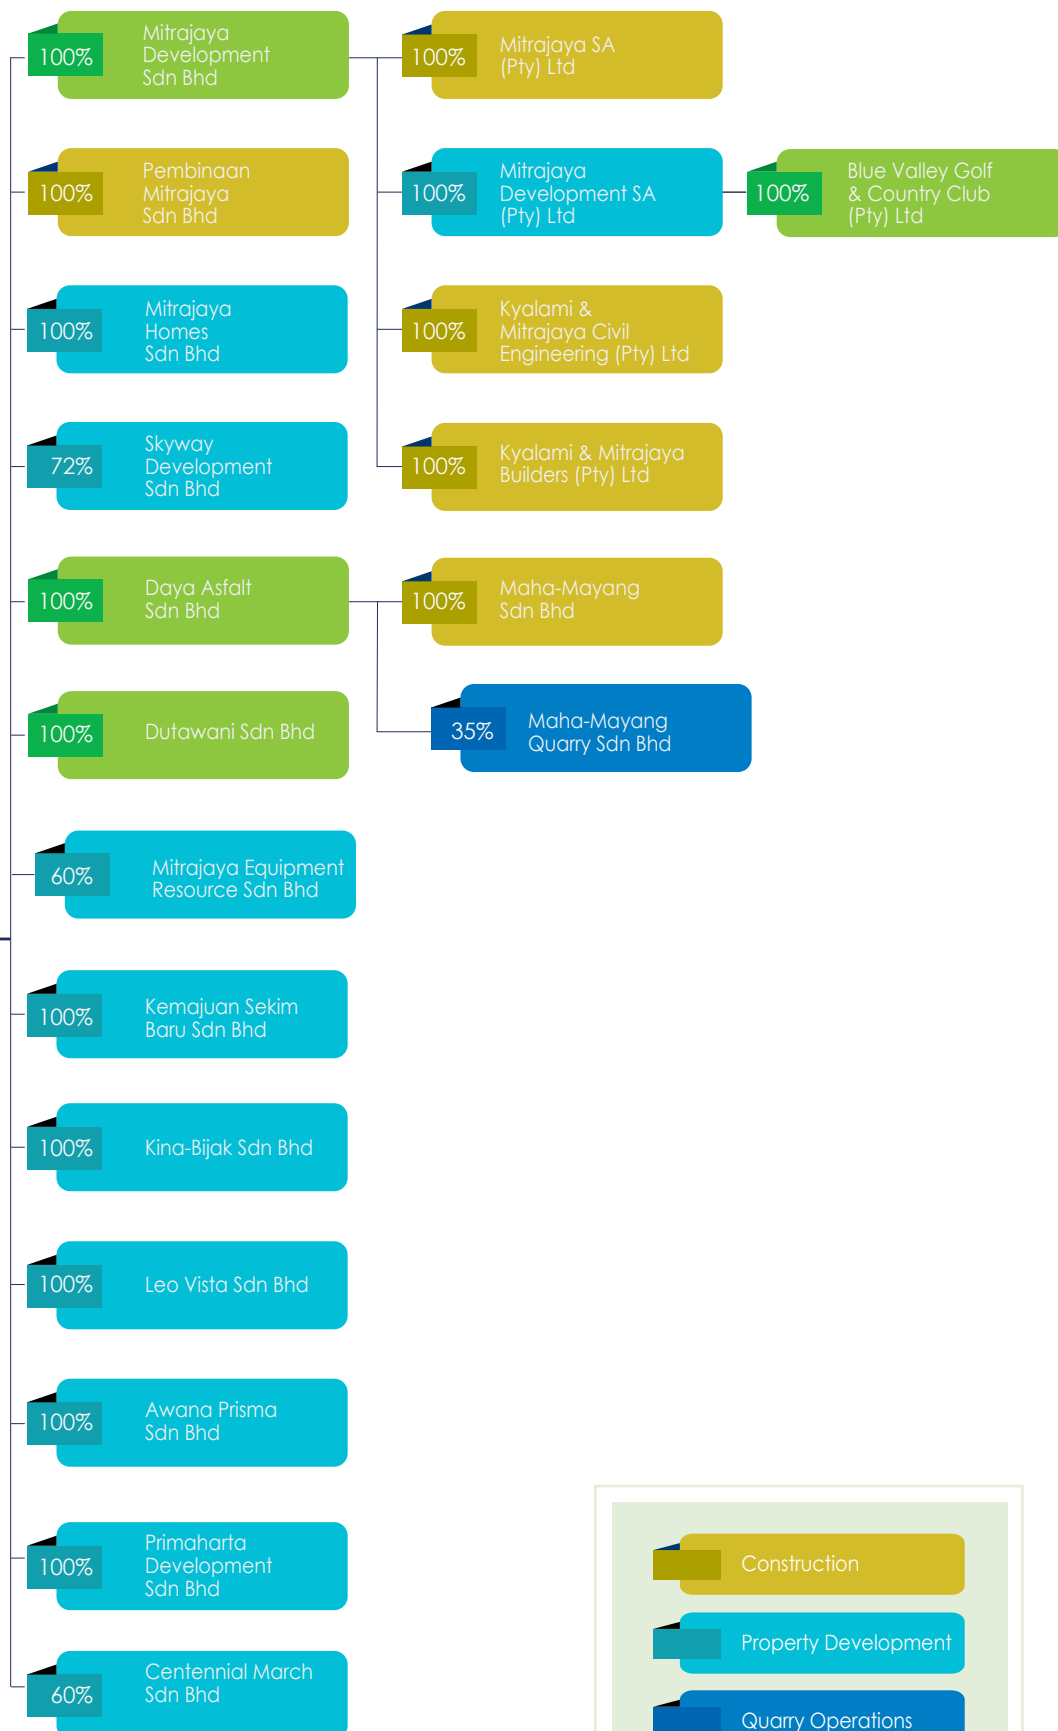 100%
Mitrajaya
Development
Sdn Bhd
100%
Mitrajaya SA
(Pty) Ltd
100%
Pembinaan
Mitrajaya
Sdn Bhd
100%
Mitrajaya
Development SA
(Pty) Ltd
100%
Blue Valley Golf
& Country Club
(Pty) Ltd
100%
Mitrajaya
Homes
Sdn Bhd
100%
Kyalami &
Mitrajaya Civil
Engineering (Pty) Ltd
72%
Skyway
Development
Sdn Bhd
100%
Kyalami & Mitrajaya
Builders (Pty) Ltd
100%
Daya Asfalt
Sdn Bhd
100%
Maha-Mayang
Sdn Bhd
100%
Dutawani Sdn Bhd
35%
Maha-Mayang
Quarry Sdn Bhd
60%
Mitrajaya Equipment
Resource Sdn Bhd
100%
Kemajuan Sekim
Baru Sdn Bhd
100%
Kina-Bijak Sdn Bhd
100%
Leo Vista Sdn Bhd
100%
Awana Prisma
Sdn Bhd
100%
Primaharta
Development
Sdn Bhd
60%
Centennial March
Sdn Bhd
Construction
Property Development
Quarry Operations